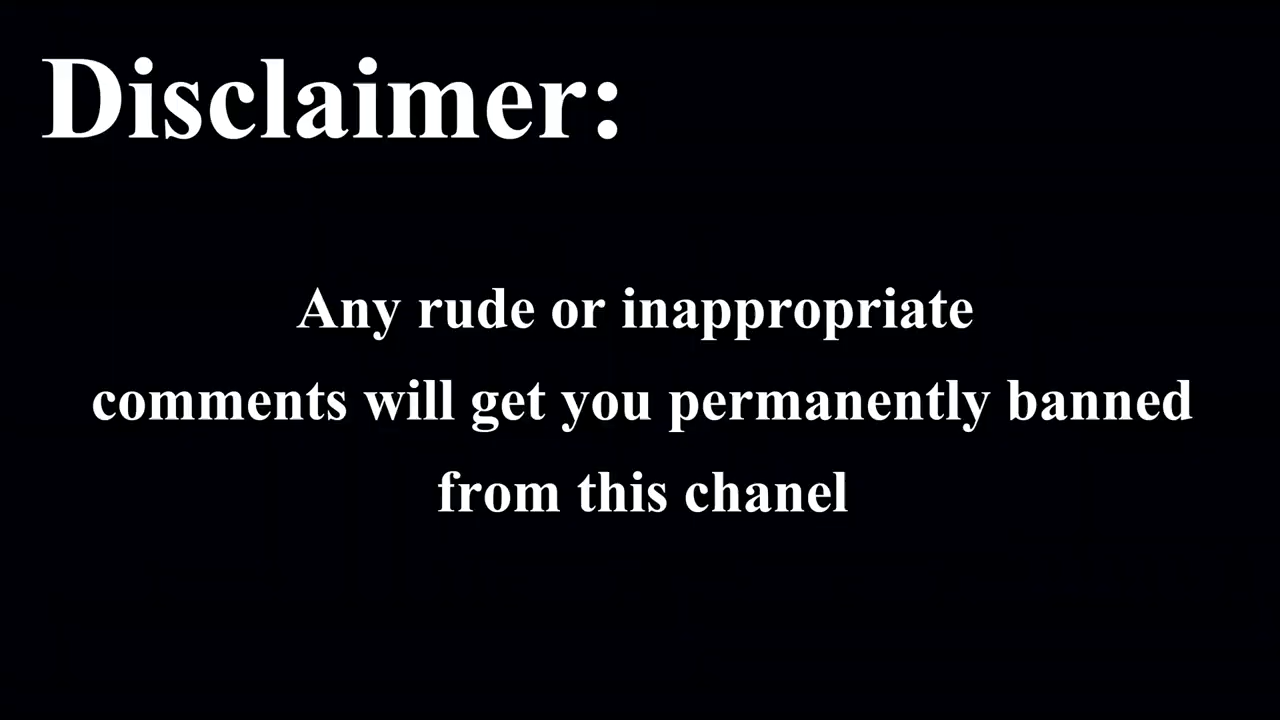 Disclaimer:
Any rude or inappropriate
comments will get you permanently banned
from this chanel